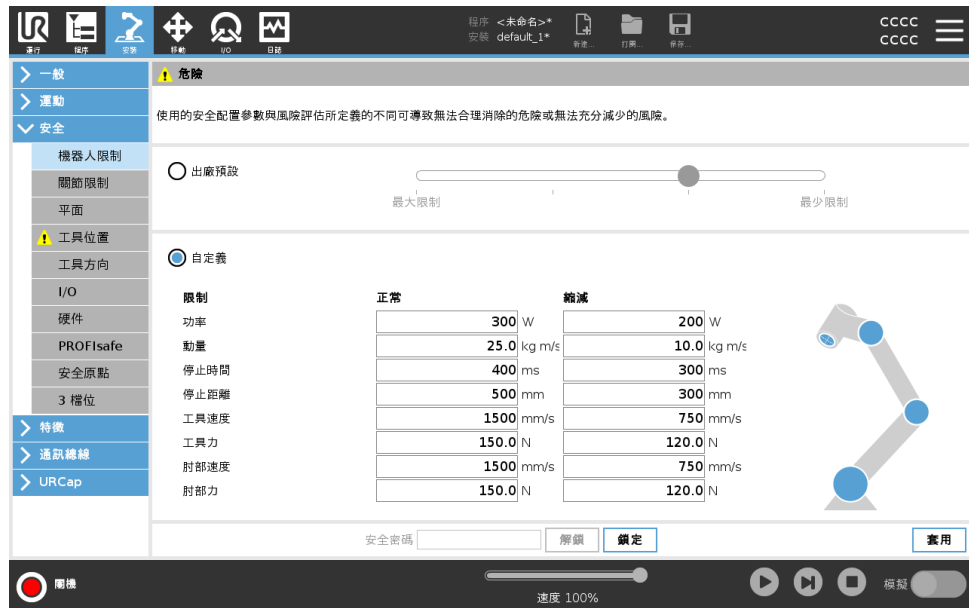 UR
運行
程序
安裝
移動
I/O
日誌
程序 <未命名>*
安裝 default_1*
新建...
打開...
保存...
CCCC
CCCC
一般
運動
安全
機器人限制
關節限制
平面
工具位置
工具方向
I/O
硬件
PROFIsafe
安全原點
3 檔位
特徵
通訊總線
URCap
危險
使用的安全配置參數與風險評估所定義的不同可導致無法合理消除的危險或無法充分減少的風險。
出廠預設
最大限制 最少限制
自定義
限制 正常 縮減
功率 300 W 200 W
動量 25.0 kg m/s 10.0 kg m/s
停止時間 400 ms 300 ms
停止距離 500 mm 300 mm
工具速度 1500 mm/s 750 mm/s
工具力 150.0 N 120.0 N
肘部速度 1500 mm/s 750 mm/s
肘部力 150.0 N 120.0 N
安全密碼 解鎖 鎖定 套用
關機
速度 100%
模擬